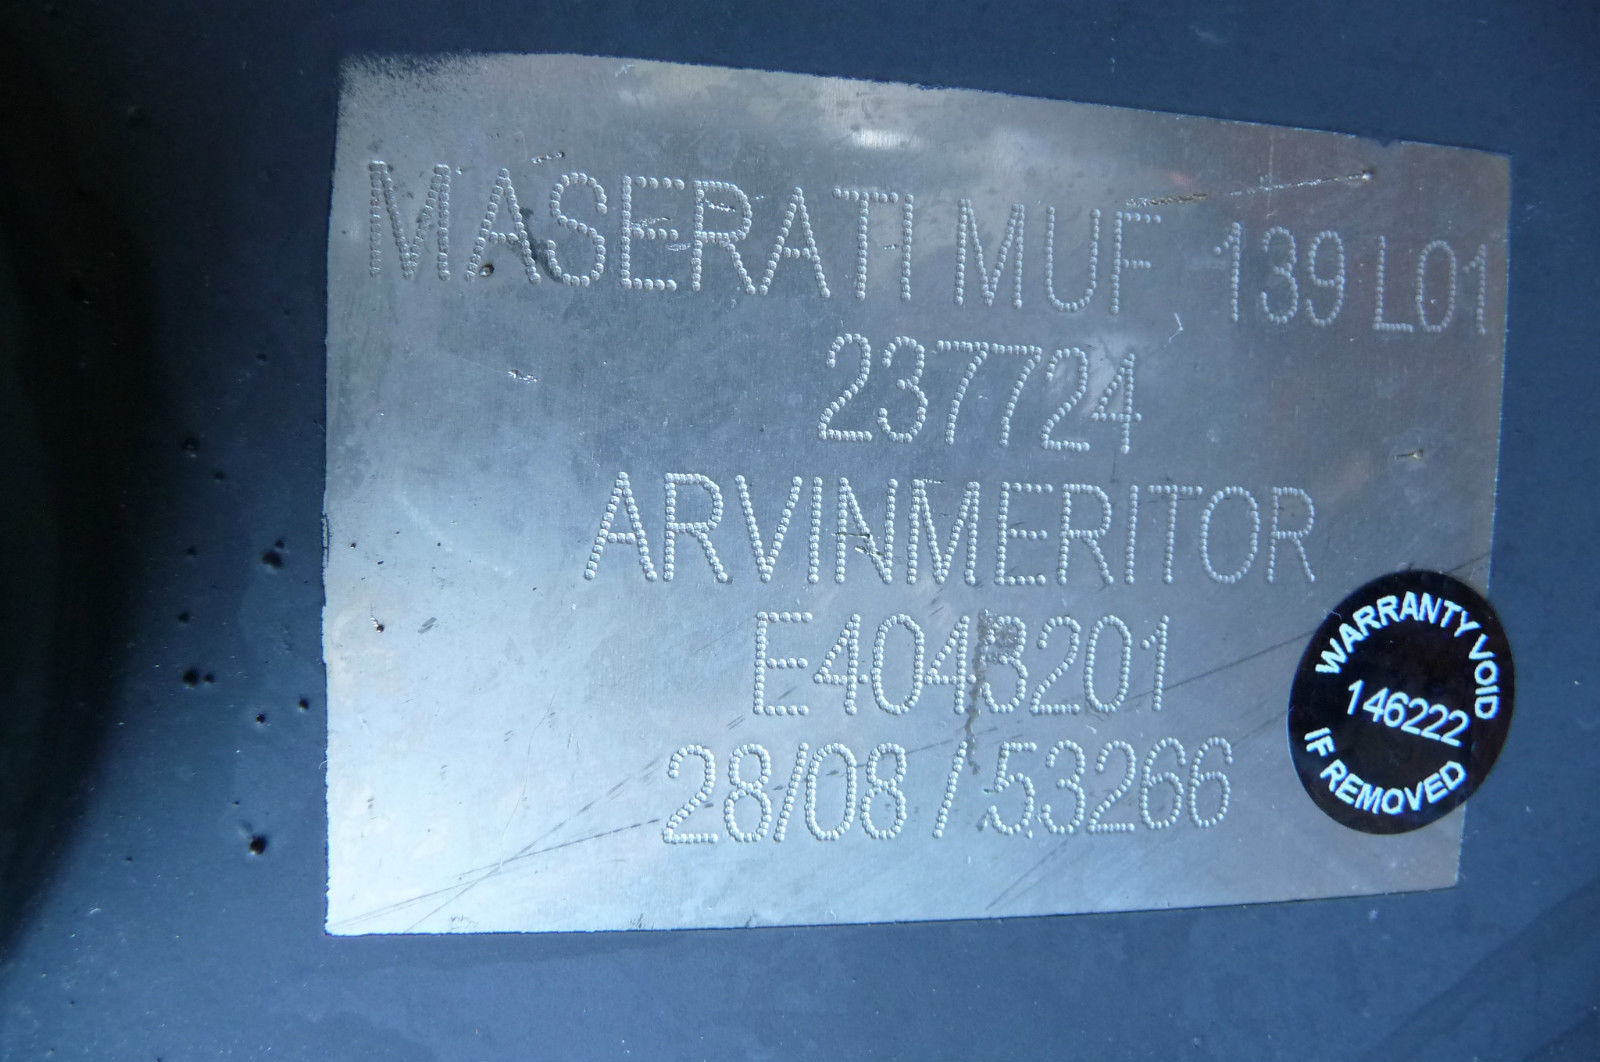 MASERATI MUF 139 L01
237724
ARVINMERITOR
E4043201
28/08 / 53266
WARRANTY VOID
146222
IF REMOVED